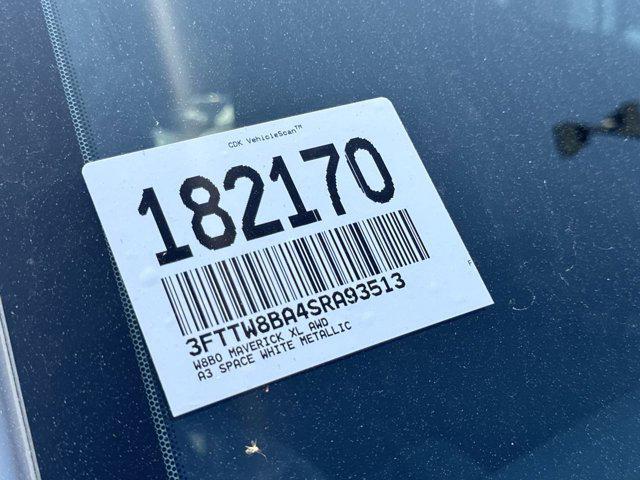 CDK VehicleScan™
182170
3FTTW8BA4SRA93513
W8B0 MAVERICK XL AWD
A3 SPACE WHITE METALLIC
F